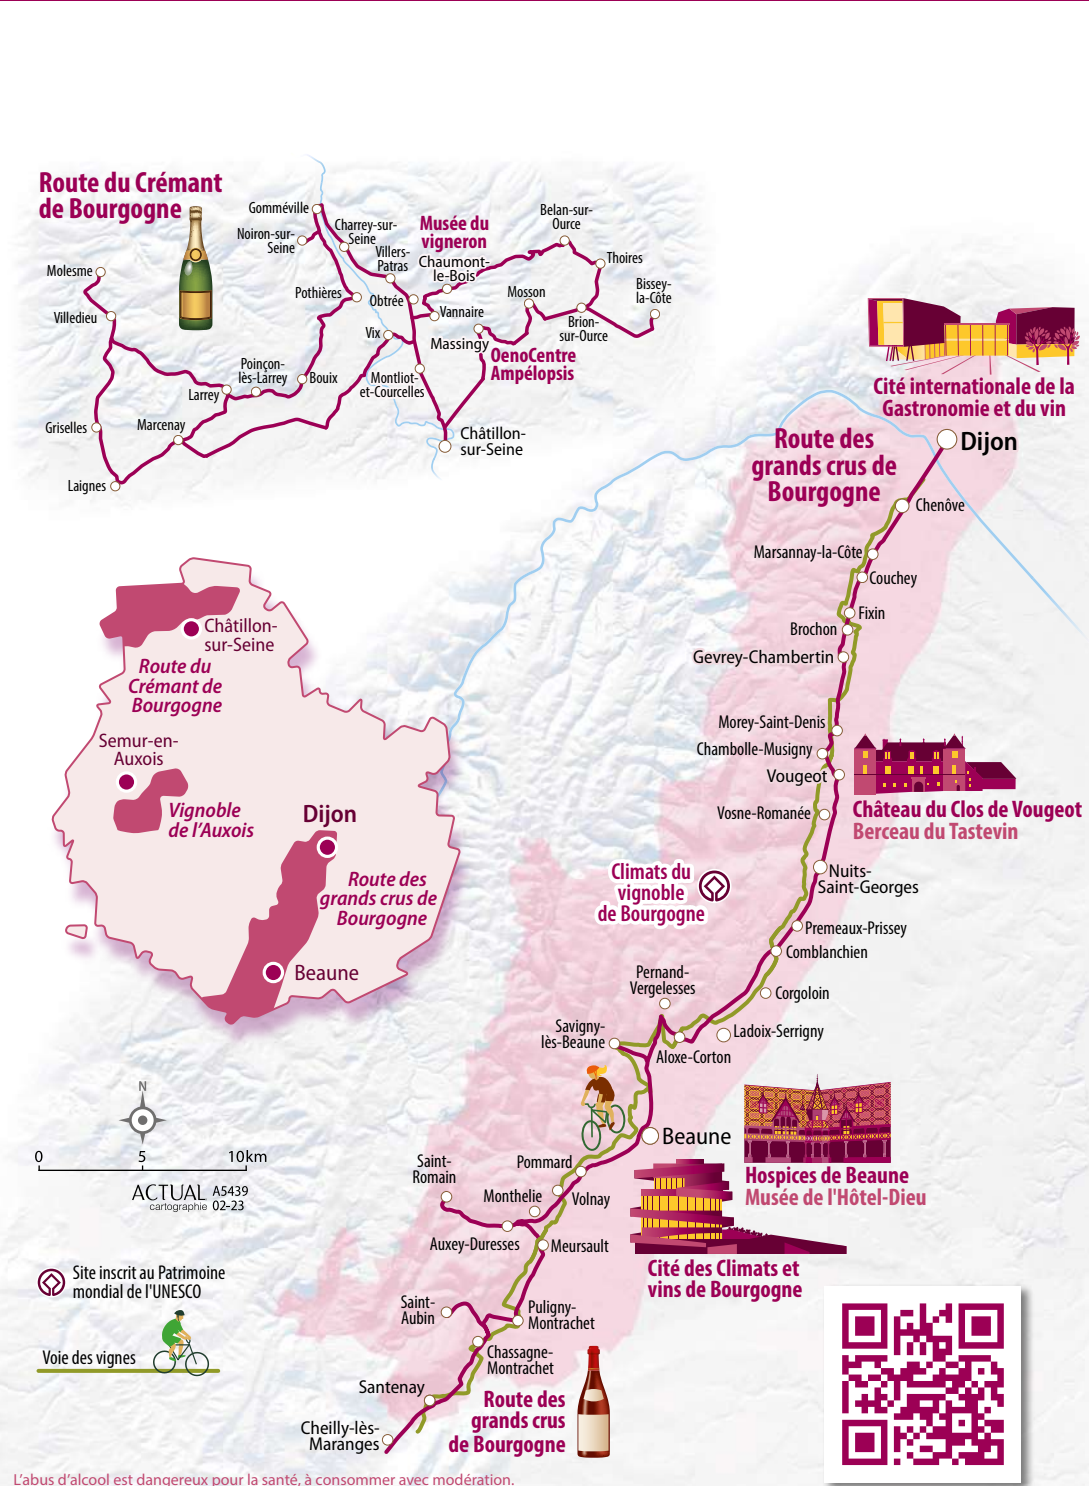 Route du Crémant
de Bourgogne
Gomméville
Noiron-sur-
Seine
Charrey-sur-
Seine
Villers-
Patras
Musée du
vigneron
Chaumont-
le-Bois
Belan-sur-
Ource
Thoires
Bissey-
la-Côte
Molesme
Villedieu
Pothières
Obtrée
Vannaire
Mosson
Brion-
sur-Ource
Vix
Massingy
OenoCentre
Ampélopsis
Poinçon-
lès-Larrey
Bouix
Montliot-
et-Courcelles
Larrey
Griselles
Marcenay
Châtillon-
sur-Seine
Laignes
Cité internationale de la
Gastronomie et du vin
Route des
grands crus de
Bourgogne
Dijon
Chenôve
Marsannay-la-Côte
Couchey
Fixin
Brochon
Gevrey-Chambertin
Morey-Saint-Denis
Chambolle-Musigny
Vougeot
Château du Clos de Vougeot
Berceau du Tastevin
Vosne-Romanée
Nuits-
Saint-Georges
Climats du
vignoble
de Bourgogne
Premeaux-Prissey
Comblanchien
Pernand-
Vergelesses
Corgoloin
Savigny-
lès-Beaune
Ladoix-Serrigny
Aloxe-Corton
Beaune
Hospices de Beaune
Musée de l'Hôtel-Dieu
Pommard
Saint-
Romain
Monthelie
Volnay
Auxey-Duresses
Meursault
Cité des Climats et
vins de Bourgogne
Saint-
Aubin
Puligny-
Montrachet
Chassagne-
Montrachet
Santenay
Cheilly-lès-
Maranges
Route des
grands crus
de Bourgogne
Châtillon-
sur-Seine
Route du
Crémant de
Bourgogne
Semur-en-
Auxois
Vignoble
de l'Auxois
Dijon
Route des
grands crus de
Bourgogne
Beaune
N
0 5 10km
ACTUAL A5439
cartographie 02-23
Site inscrit au Patrimoine
mondial de l'UNESCO
Voie des vignes
L'abus d'alcool est dangereux pour la santé, à consommer avec modération.